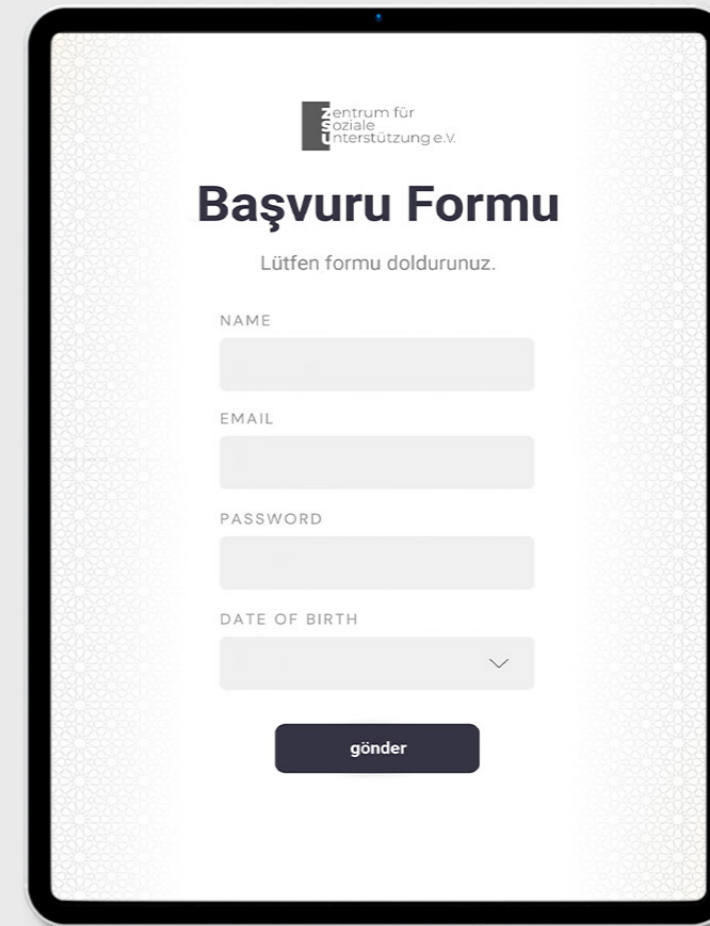 Zentrum für
Soziale
Unterstützung e.V.
Başvuru Formu
Lütfen formu doldurunuz.
NAME
EMAIL
PASSWORD
DATE OF BIRTH
gönder